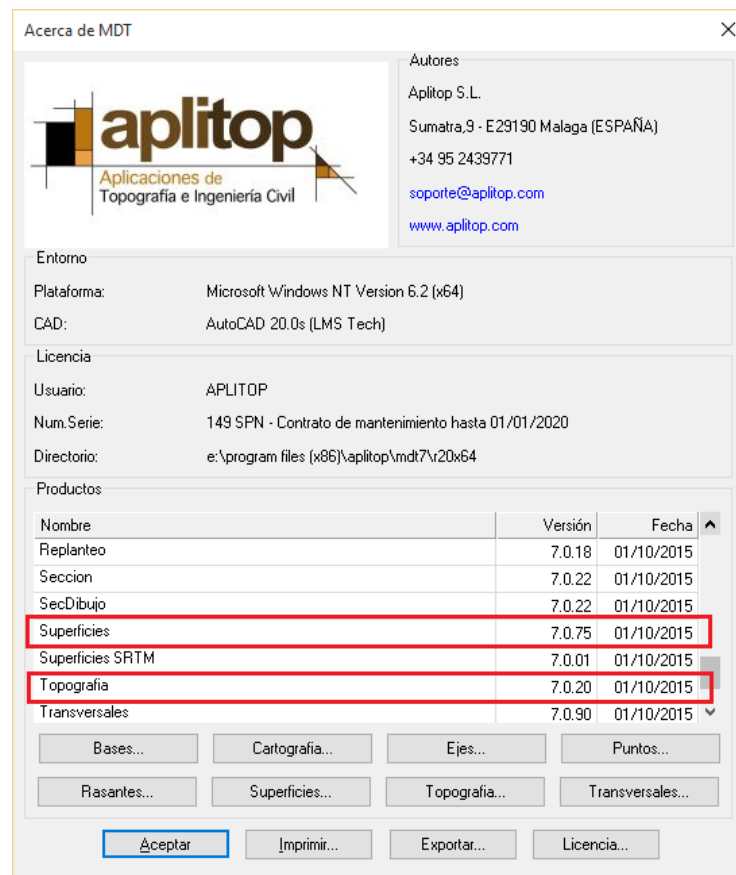 Acerca de MDT
aplitop
Aplicaciones de
Topografía e Ingeniería Civil
Autores
Aplitop S.L.
Sumatra,9 - E29190 Malaga (ESPAÑA)
+34 95 2439771
soporte@aplitop.com
www.aplitop.com
Entorno
Plataforma: Microsoft Windows NT Version 6.2 (x64)
CAD: AutoCAD 20.0s (LMS Tech)
Licencia
Usuario: APLITOP
Num.Serie: 149 SPN - Contrato de mantenimiento hasta 01/01/2020
Directorio: e:\program files (x86)\aplitop\mdt7\r20x64
Productos
Nombre Versión Fecha
Replanteo 7.0.18 01/10/2015
Seccion 7.0.22 01/10/2015
SecDibujo 7.0.22 01/10/2015
Superficies 7.0.75 01/10/2015
Superficies SRTM 7.0.01 01/10/2015
Topografia 7.0.20 01/10/2015
Transversales 7.0.90 01/10/2015
Bases... Cartografia... Ejes... Puntos...
Rasantes... Superficies... Topografia... Transversales...
Aceptar Imprimir... Exportar... Licencia...